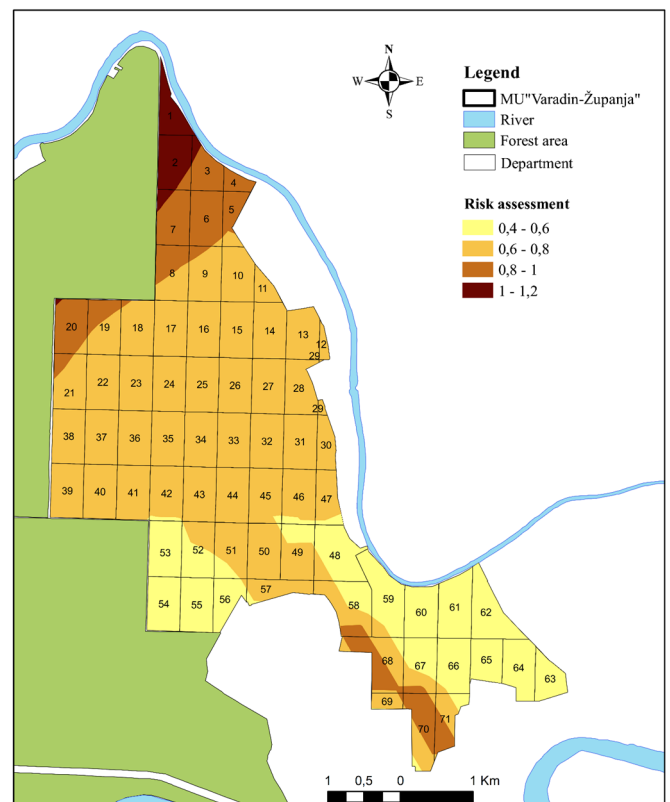 N
W E
S
Legend
MU"Varadin-Županja"
River
Forest area
Department
Risk assessment
0,4 - 0,6
0,6 - 0,8
0,8 - 1
1 - 1,2
1
2 3 4
7 6 5
8 9 10 11
20 19 18 17 16 15 14 13 12
29
21 22 23 24 25 26 27 28
29
38 37 36 35 34 33 32 31 30
39 40 41 42 43 44 45 46 47
53 52 51 50 49 48
54 55 56 57 58 59 60 61 62
68 67 66 65 64 63
69 70 71
1 0,5 0 1 Km